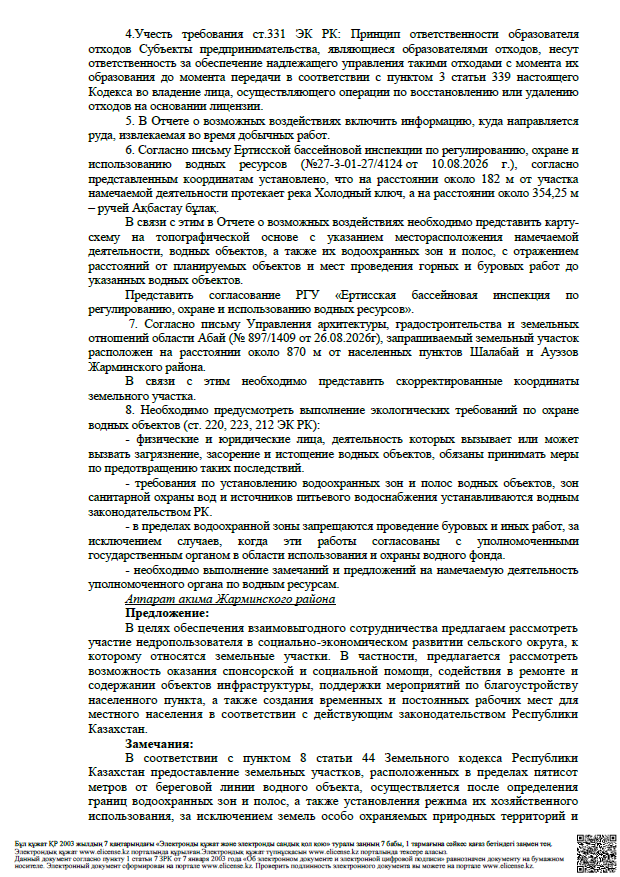 4.Учесть требования ст.331 ЭК РК: Принцип ответственности образователя
отходов Субъекты предпринимательства, являющиеся образователями отходов, несут
ответственность за обеспечение надлежащего управления такими отходами с момента их
образования до момента передачи в соответствии с пунктом 3 статьи 339 настоящего
Кодекса во владение лица, осуществляющего операции по восстановлению или удалению
отходов на основании лицензии.
5. В Отчете о возможных воздействиях включить информацию, куда направляется
руда, извлекаемая во время добычных работ.
6. Согласно письму Ертисской бассейновой инспекции по регулированию, охране и
использованию водных ресурсов (№27-3-01-27/4124 от 10.08.2026 г.), согласно
представленным координатам установлено, что на расстоянии около 182 м от участка
намечаемой деятельности протекает река Холодный ключ, а на расстоянии около 354,25 м
– ручей Ақбастау бұлақ.
В связи с этим в Отчете о возможных воздействиях необходимо представить карту-
схему на топографической основе с указанием месторасположения намечаемой
деятельности, водных объектов, а также их водоохранных зон и полос, с отражением
расстояний от планируемых объектов и мест проведения горных и буровых работ до
указанных водных объектов.
Представить согласование РГУ «Ертисская бассейновая инспекция по
регулированию, охране и использованию водных ресурсов».
7. Согласно письму Управления архитектуры, градостроительства и земельных
отношений области Абай (№ 897/1409 от 26.08.2026г), запрашиваемый земельный участок
расположен на расстоянии около 870 м от населенных пунктов Шалабай и Ауэзов
Жарминского района.
В связи с этим необходимо представить скорректированные координаты
земельного участка.
8. Необходимо предусмотреть выполнение экологических требований по охране
водных объектов (ст. 220, 223, 212 ЭК РК):
- физические и юридические лица, деятельность которых вызывает или может
вызвать загрязнение, засорение и истощение водных объектов, обязаны принимать меры
по предотвращению таких последствий.
- требования по установлению водоохранных зон и полос водных объектов, зон
санитарной охраны вод и источников питьевого водоснабжения устанавливаются водным
законодательством РК.
- в пределах водоохранной зоны запрещаются проведение буровых и иных работ, за
исключением случаев, когда эти работы согласованы с уполномоченными
государственным органом в области использования и охраны водного фонда.
- необходимо выполнение замечаний и предложений на намечаемую деятельность
уполномоченного органа по водным ресурсам.
Аппарат акима Жарминского района
Предложение:
В целях обеспечения взаимовыгодного сотрудничества предлагаем рассмотреть
участие недропользователя в социально-экономическом развитии сельского округа, к
которому относятся земельные участки. В частности, предлагается рассмотреть
возможность оказания спонсорской и социальной помощи, содействия в ремонте и
содержании объектов инфраструктуры, поддержки мероприятий по благоустройству
населенного пункта, а также создания временных и постоянных рабочих мест для
местного населения в соответствии с действующим законодательством Республики
Казахстан.
Замечания:
В соответствии с пунктом 8 статьи 44 Земельного кодекса Республики
Казахстан предоставление земельных участков, расположенных в пределах пятисот
метров от береговой линии водного объекта, осуществляется после определения
границ водоохранных зон и полос, а также установления режима их хозяйственного
использования, за исключением земель особо охраняемых природных территорий и
Бұл құжат ҚР 2003 жылдың 7 қаңтарындағы «Электронды құжат және электронды сандық қол қою» туралы заңның 7 бабы, 1 тармағына сәйкес қағаз бетіндегі заңмен тең.
Электрондық құжат www.elicense.kz порталында құрылған.Электрондық құжат түпнұсқасын www.elicense.kz порталында тексере аласыз.
Данный документ согласно пункту 1 статьи 7 ЗРК от 7 января 2003 года «Об электронном документе и электронной цифровой подписи» равнозначен документу на бумажном
носителе. Электронный документ сформирован на портале www.elicense.kz. Проверить подлинность электронного документа вы можете на портале www.elicense.kz.